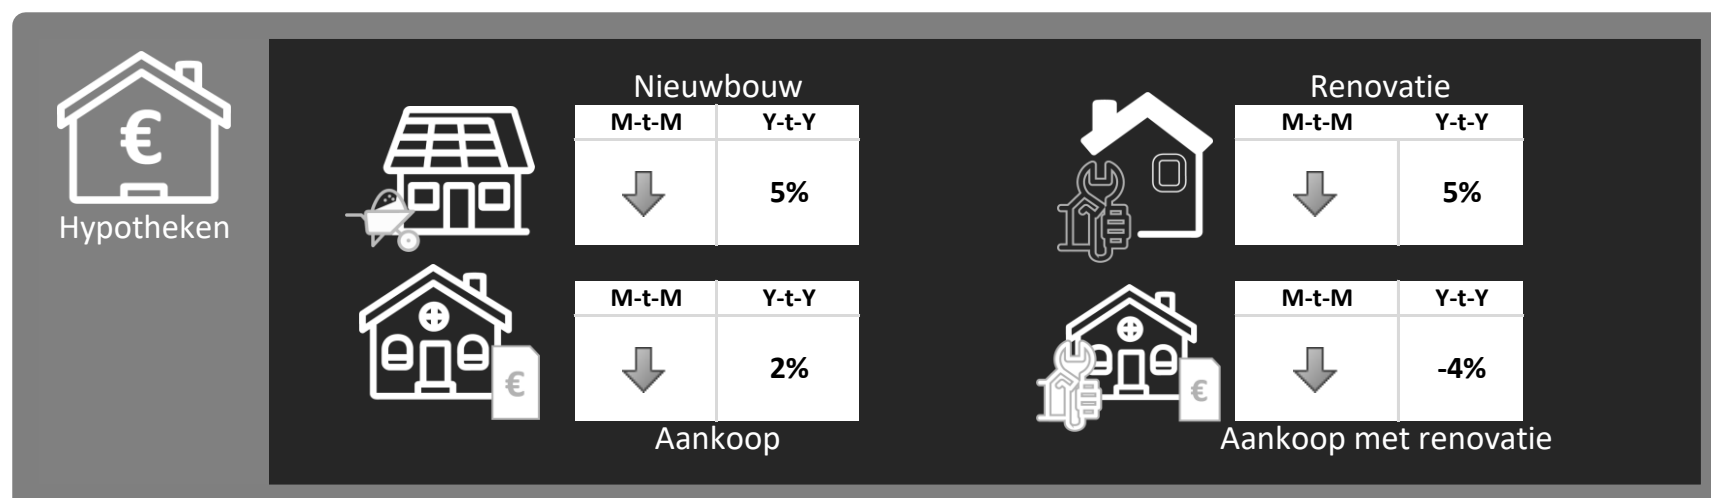 €
Hypotheken
Nieuwbouw
M-t-M Y-t-Y
5%
Renovatie
M-t-M Y-t-Y
5%
M-t-M Y-t-Y
2%
€
Aankoop
M-t-M Y-t-Y
-4%
€
Aankoop met renovatie